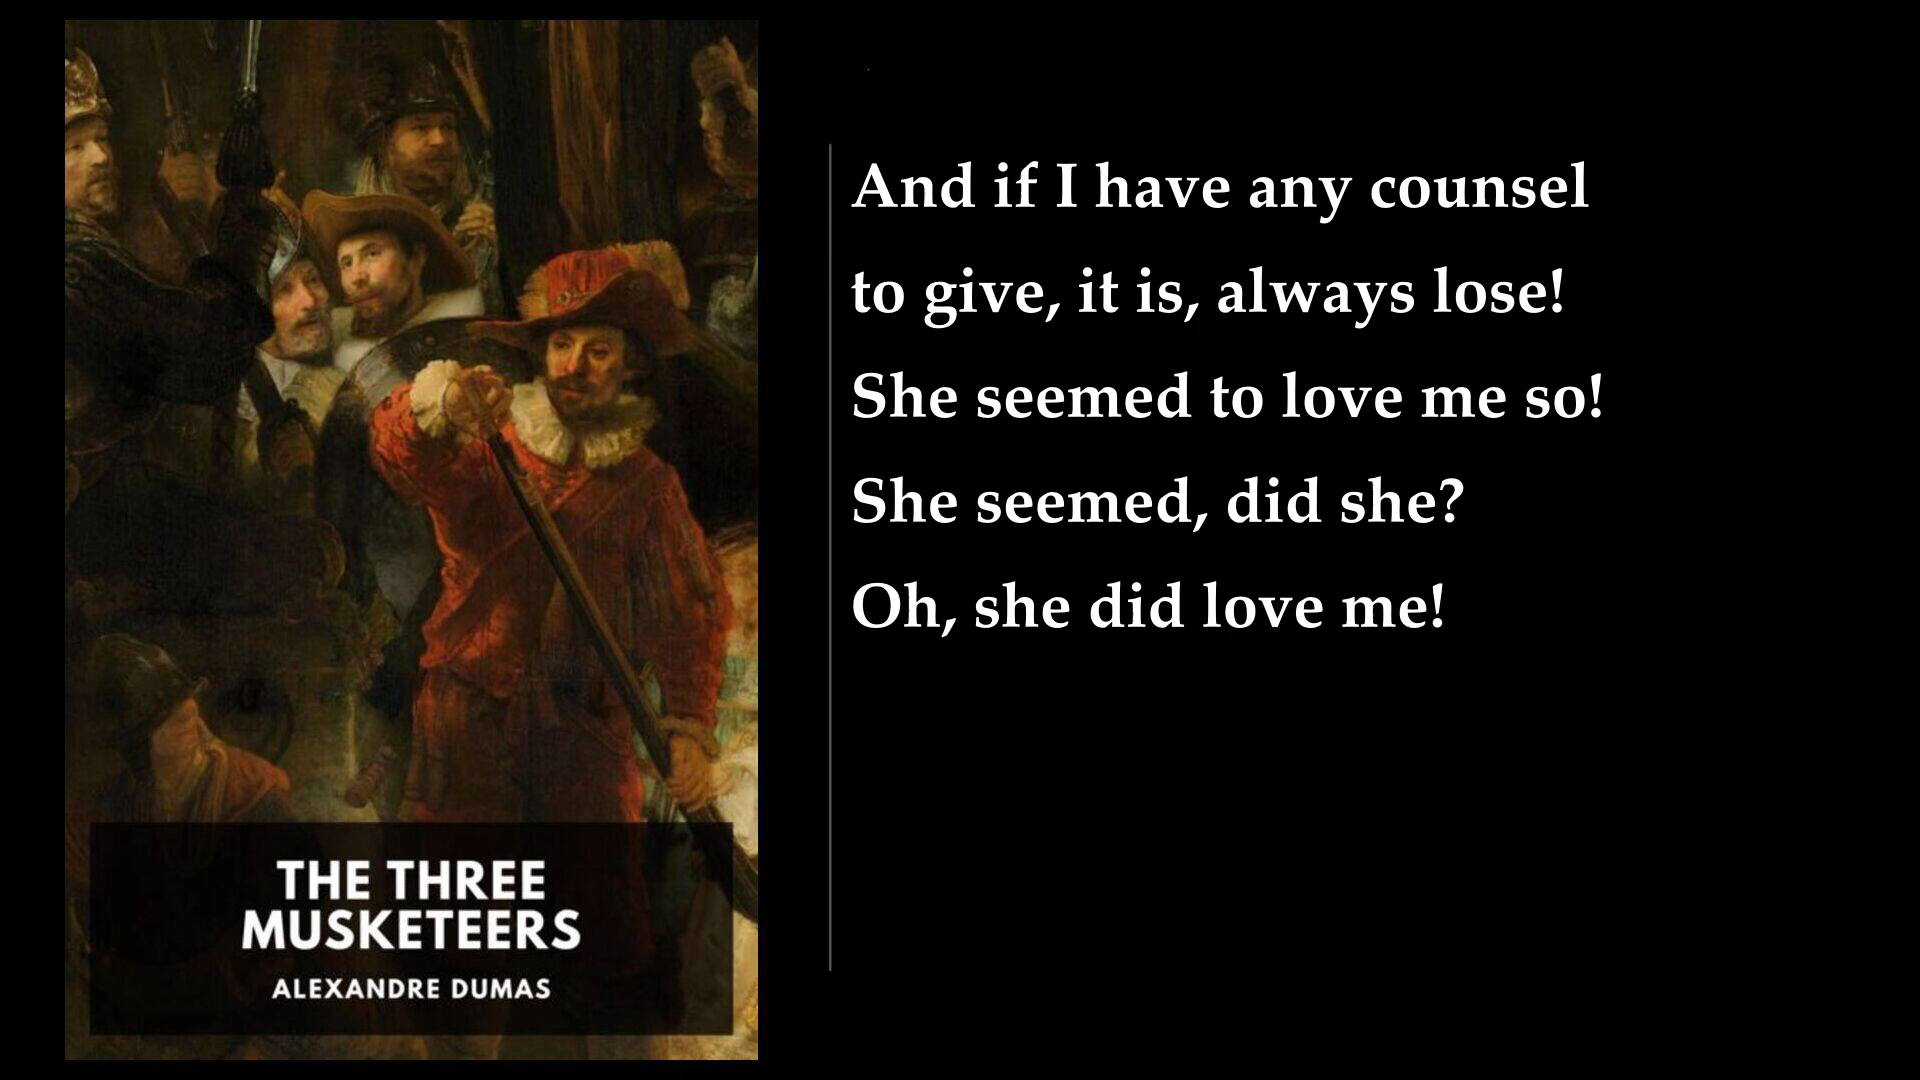 And if I have any counsel
to give, it is, always lose!
She seemed to love me so!
She seemed, did she?
Oh, she did love me!
THE THREE
MUSKETEERS
ALEXANDRE DUMAS